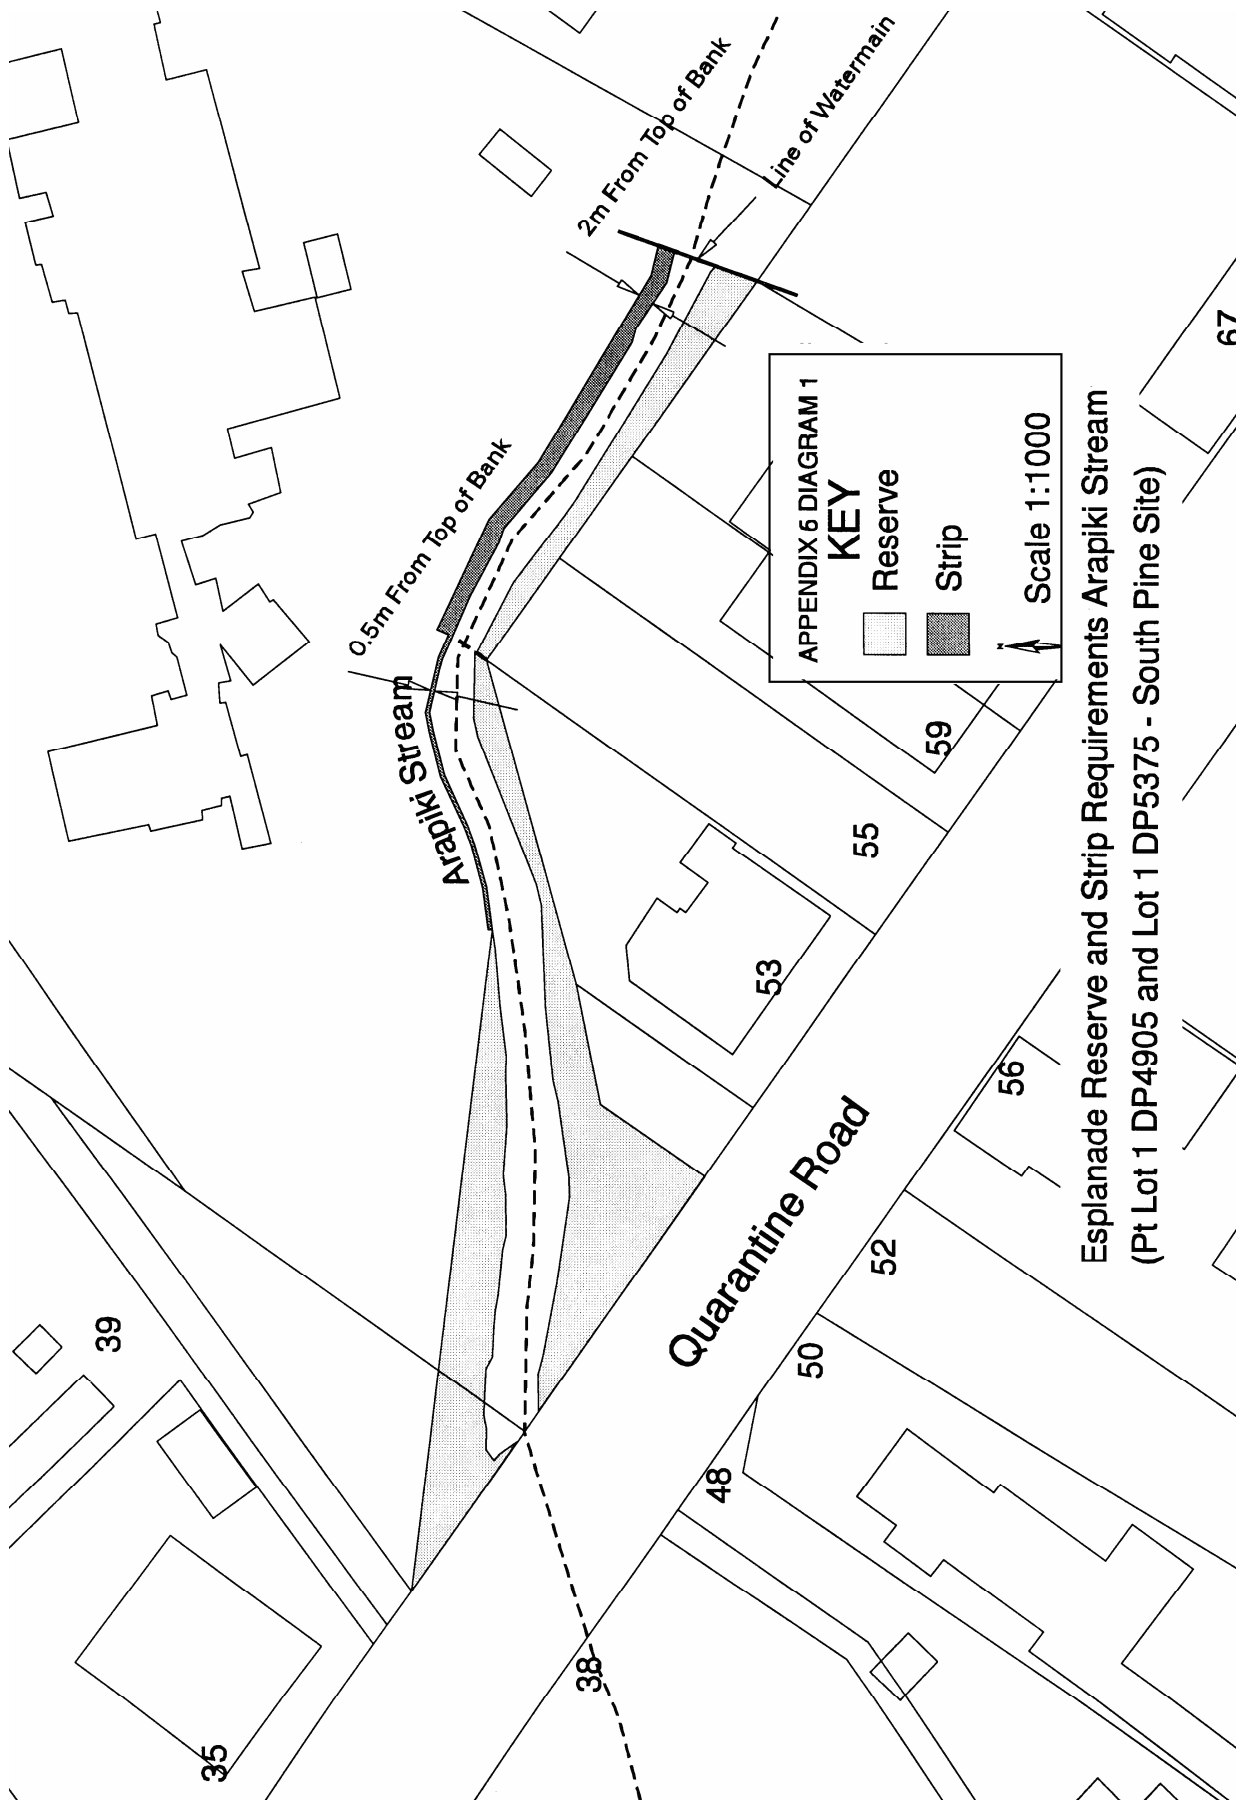 2m From Top of Bank
Line of Watermain
0.5m From Top of Bank
Arapiki Stream
Quarantine Road
39
35
38
48
50
52
56
53
55
59
67
APPENDIX 6 DIAGRAM 1
KEY
Reserve
Strip
N
Scale 1:1000
Esplanade Reserve and Strip Requirements Arapiki Stream
(Pt Lot 1 DP4905 and Lot 1 DP5375 - South Pine Site)